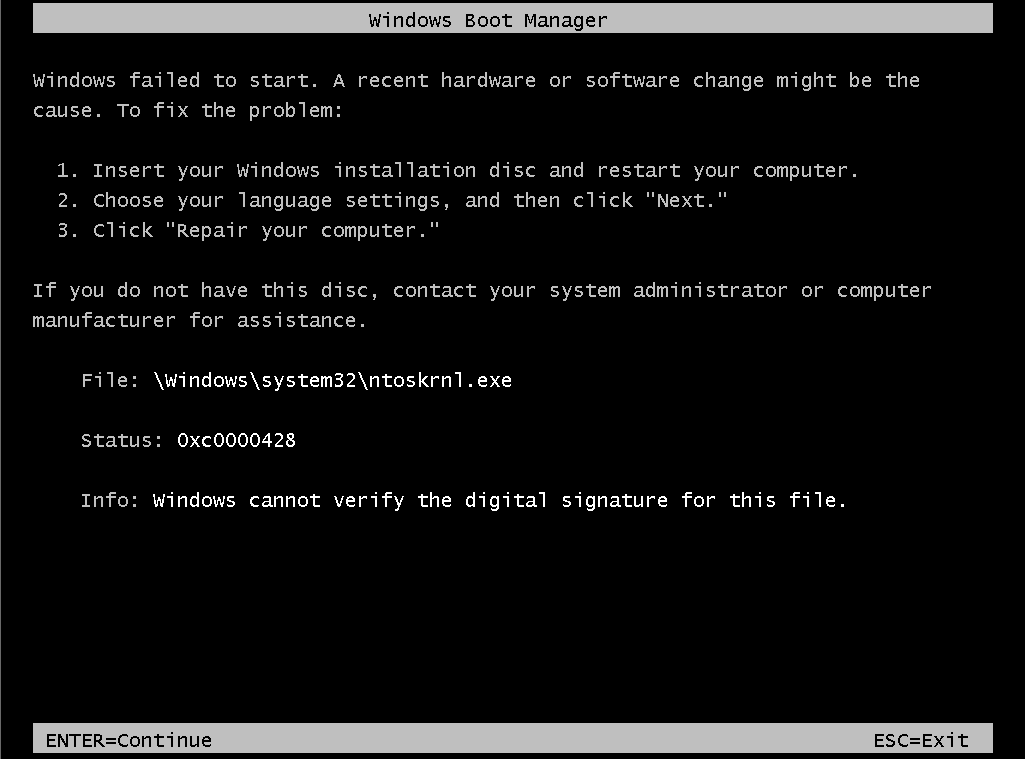 Windows Boot Manager
Windows failed to start. A recent hardware or software change might be the
cause. To fix the problem:
1. Insert your Windows installation disc and restart your computer.
2. Choose your language settings, and then click "Next."
3. Click "Repair your computer."
If you do not have this disc, contact your system administrator or computer
manufacturer for assistance.
File: \Windows\system32\ntoskrnl.exe
Status: 0xc0000428
Info: Windows cannot verify the digital signature for this file.
ENTER=Continue ESC=Exit